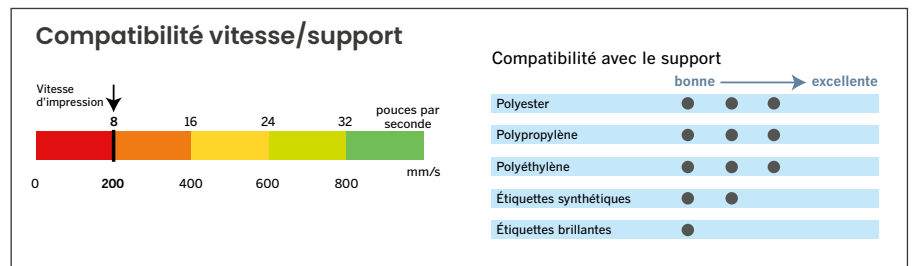 Compatibilité vitesse/support
Vitesse
d'impression
8
16
24
32
pouces par
seconde
mm/s
0
200
400
600
800
Compatibilité avec le support
bonne
excellente
Polyester
Polypropylène
Polyéthylène
Étiquettes synthétiques
Étiquettes brillantes